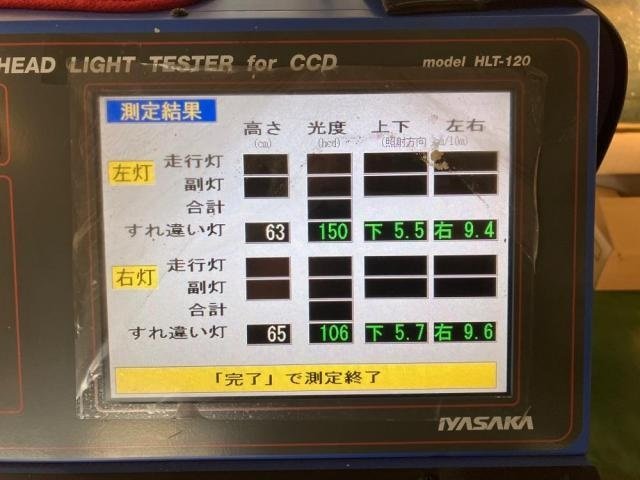 HEAD LIGHT TESTER for CCD model HLT-120
測定結果
高さ 光度 上下 左右
(cm) (hcd) (照射方向 cm/10m)
左灯 走行灯
副灯
合計
すれ違い灯 63 150 下 5.5 右 9.4
右灯 走行灯
副灯
合計
すれ違い灯 65 106 下 5.7 右 9.6
「完了」で測定終了
IYASAKA